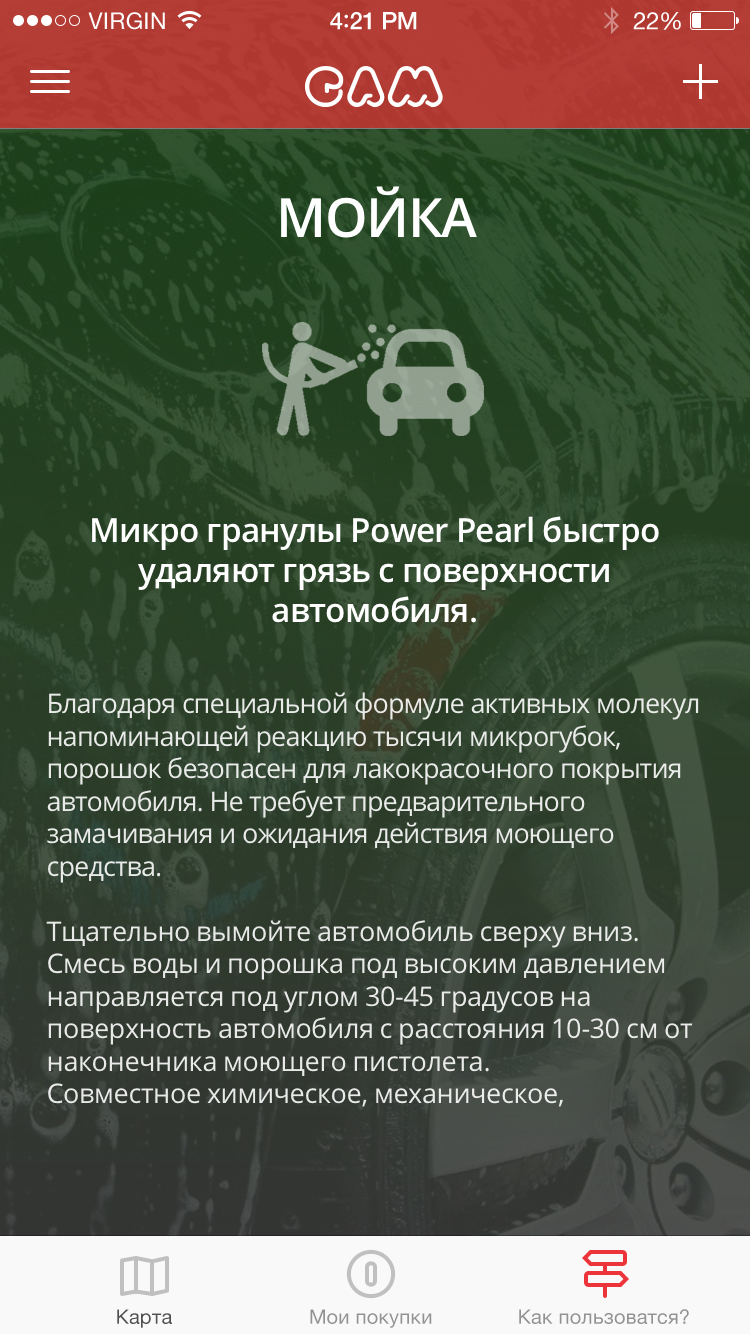 VIRGIN 4:21 PM 22%
САМ
МОЙКА
Микро гранулы Power Pearl быстро
удаляют грязь с поверхности
автомобиля.
Благодаря специальной формуле активных молекул
напоминающей реакцию тысячи микрогубок,
порошок безопасен для лакокрасочного покрытия
автомобиля. Не требует предварительного
замачивания и ожидания действия моющего
средства.
Тщательно вымойте автомобиль сверху вниз.
Смесь воды и порошка под высоким давлением
направляется под углом 30-45 градусов на
поверхность автомобиля с расстояния 10-30 см от
наконечника моющего пистолета.
Совместное химическое, механическое,
Карта Мои покупки Как пользоватся?